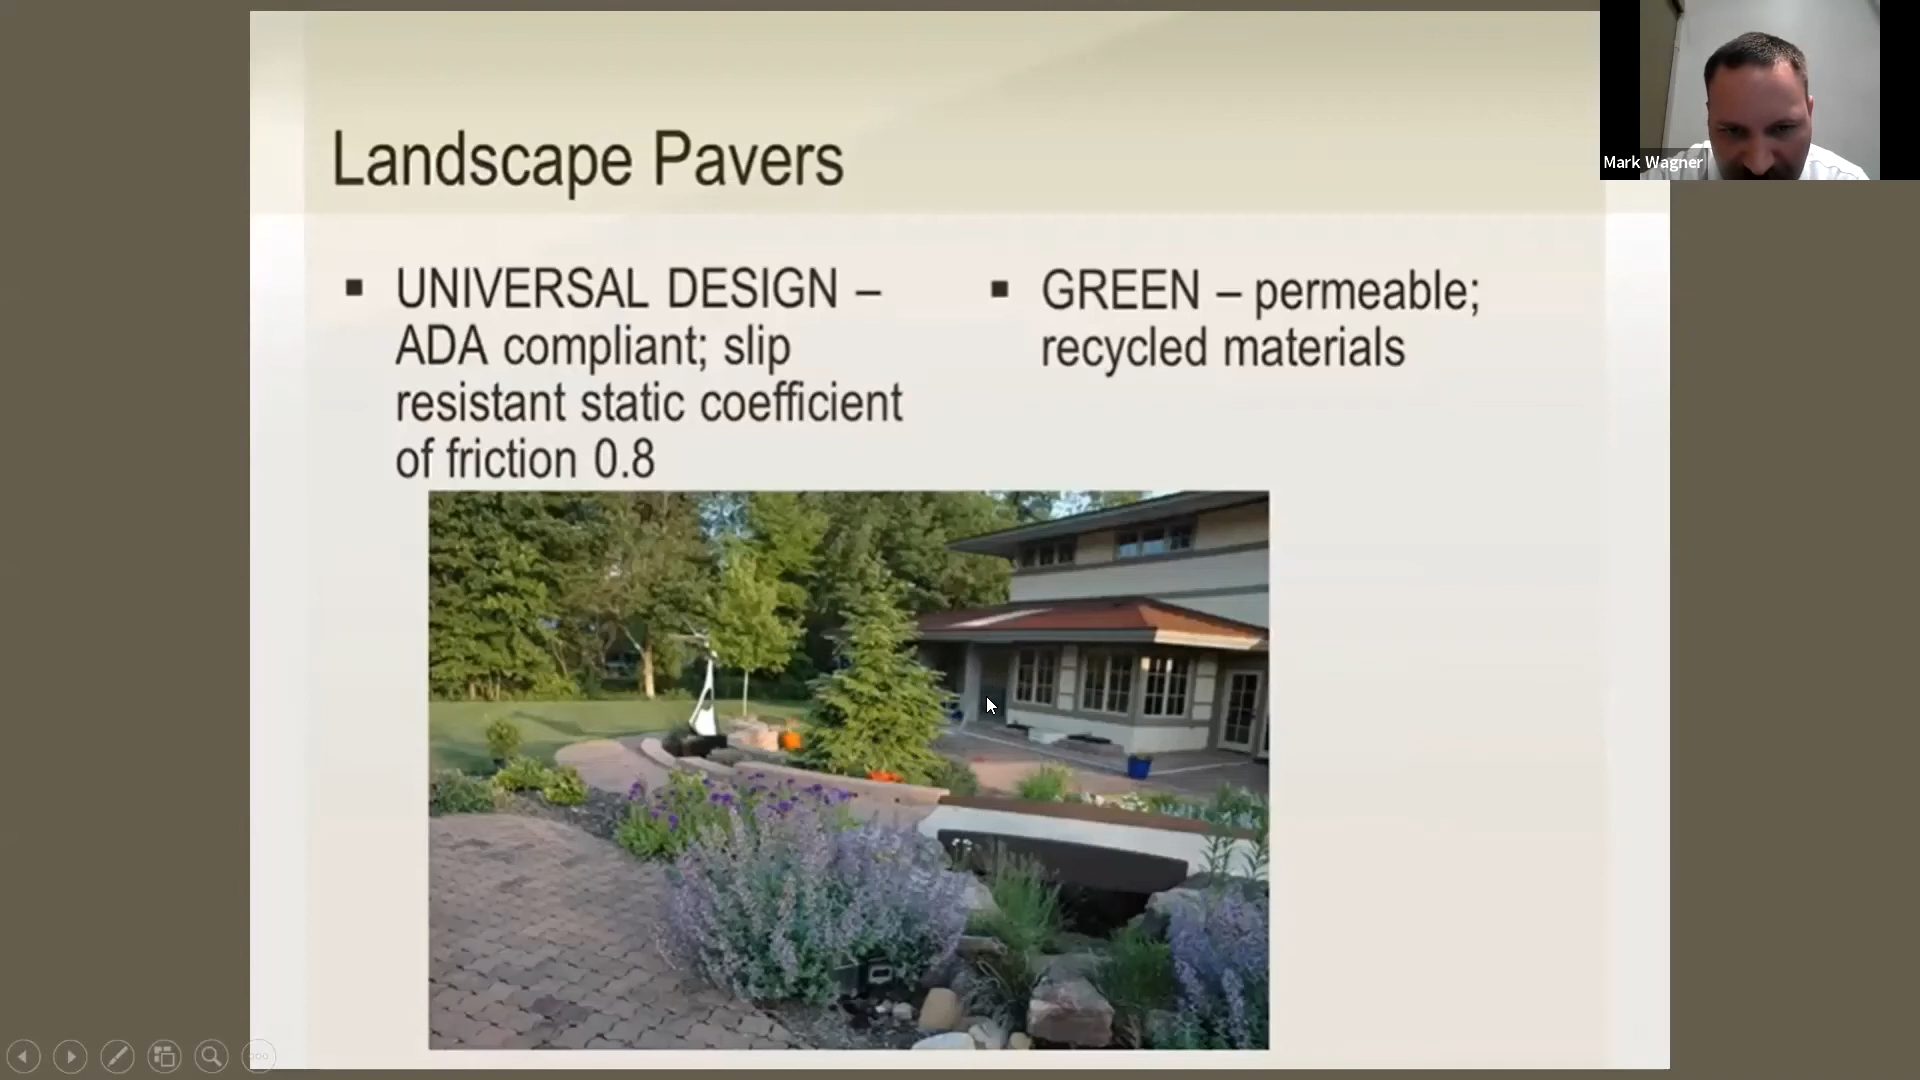 Landscape Pavers
▪ UNIVERSAL DESIGN –
ADA compliant; slip
resistant static coefficient
of friction 0.8
▪ GREEN – permeable;
recycled materials
Mark Wagner